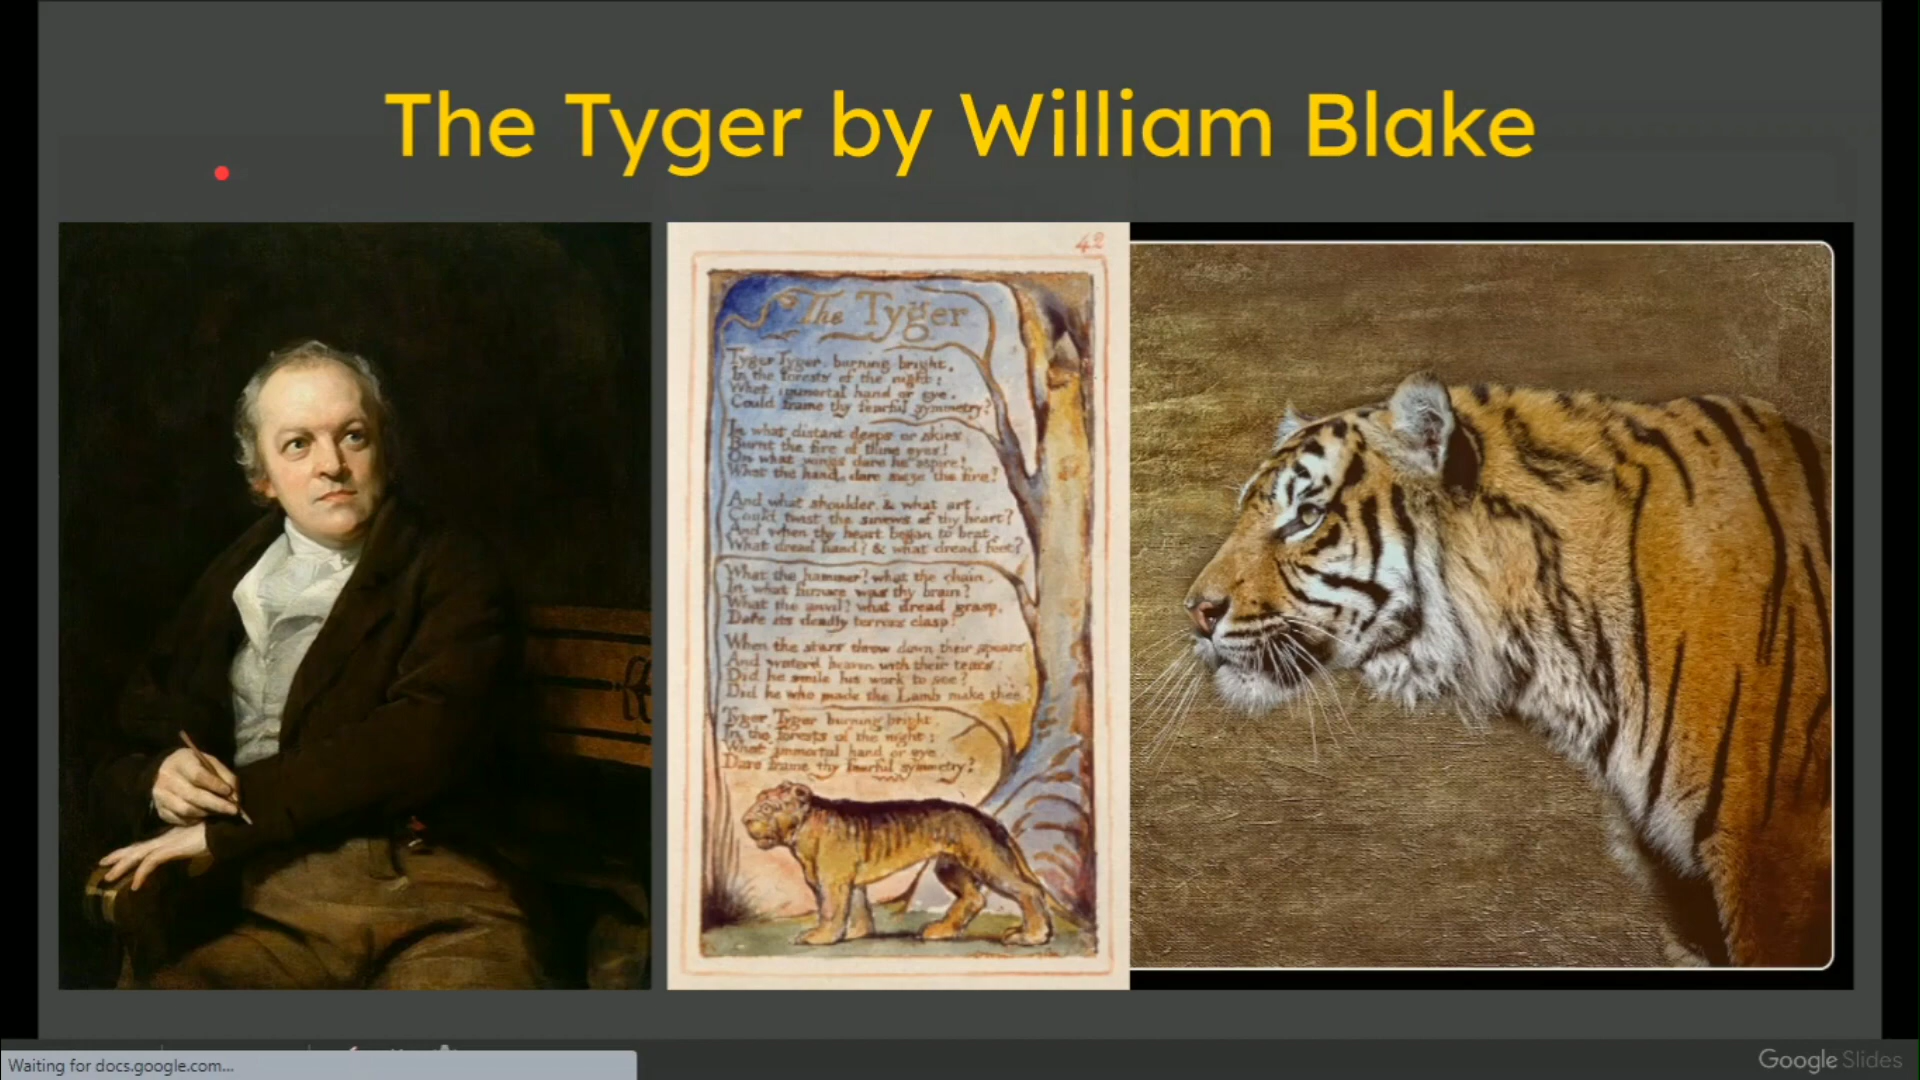 The Tyger by William Blake
42
The Tyger
Tyger Tyger, burning bright,
In the forests of the night:
What immortal hand or eye,
Could frame thy fearful symmetry?
In what distant deeps or skies
Burnt the fire of thine eyes!
On what wings dare he aspire!
What the hand, dare sieze the fire!
And what shoulder, & what art,
Could twist the sinews of thy heart?
And when thy heart began to beat,
What dread hand? & what dread feet?
What the hammer? what the chain,
In what furnace was thy brain?
What the anvil? what dread grasp,
Dare its deadly terrors clasp!
When the stars threw down their spears
And water'd heaven with their tears:
Did he smile his work to see?
Did he who made the Lamb make thee?
Tyger, Tyger burning bright,
In the forests of the night:
What immortal hand or eye,
Dare frame thy fearful symmetry?
Waiting for docs.google.com...
Google Slides